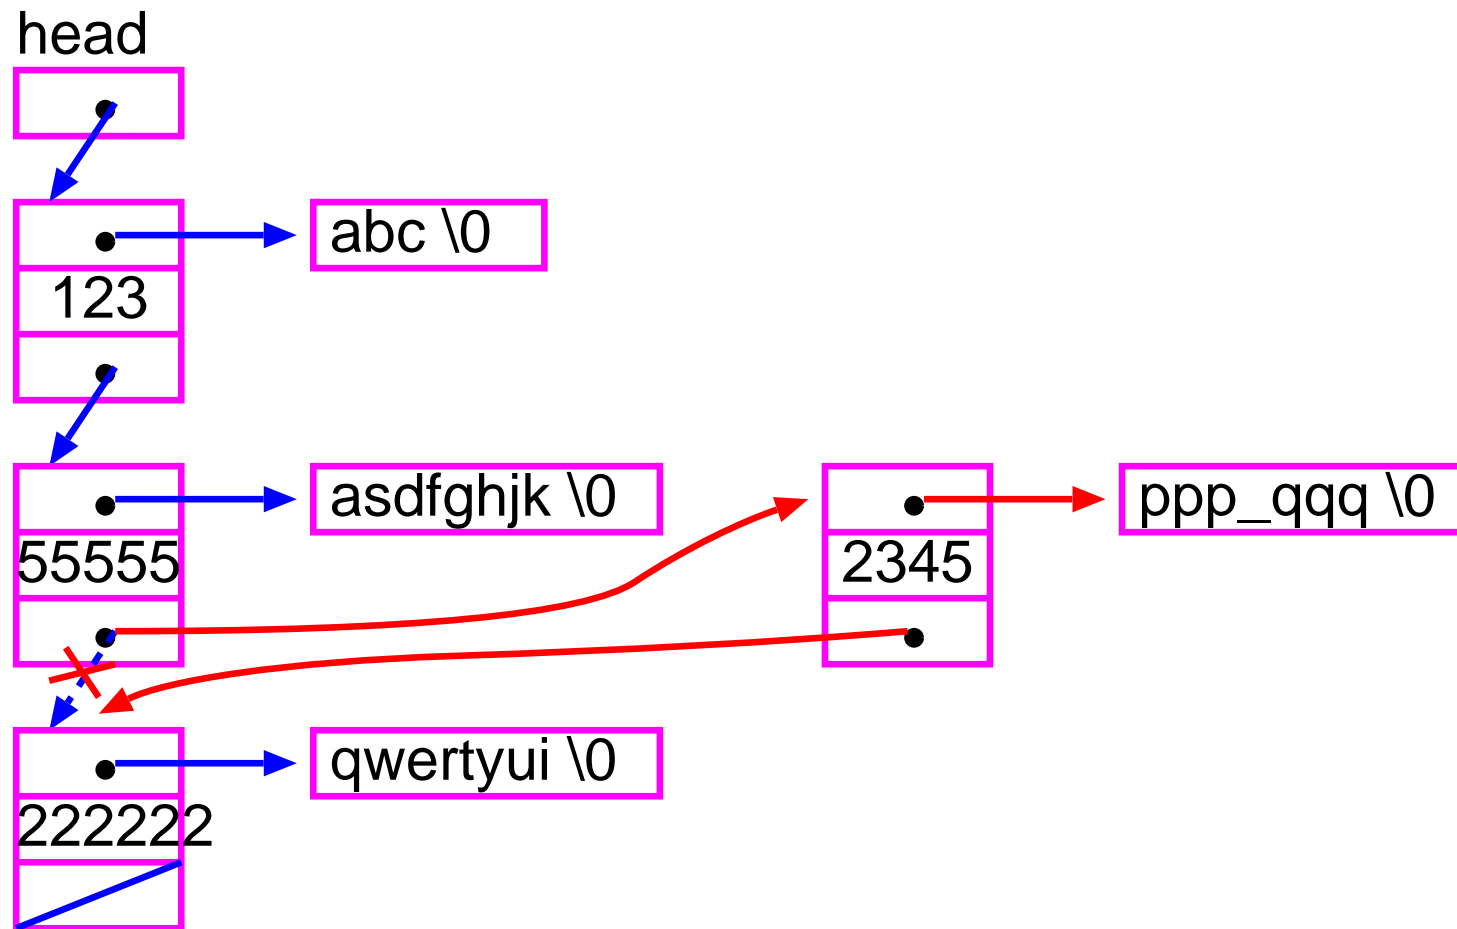 head
abc \0
123
asdfghjk \0
ppp_qqq \0
55555
2345
qwertyui \0
222222